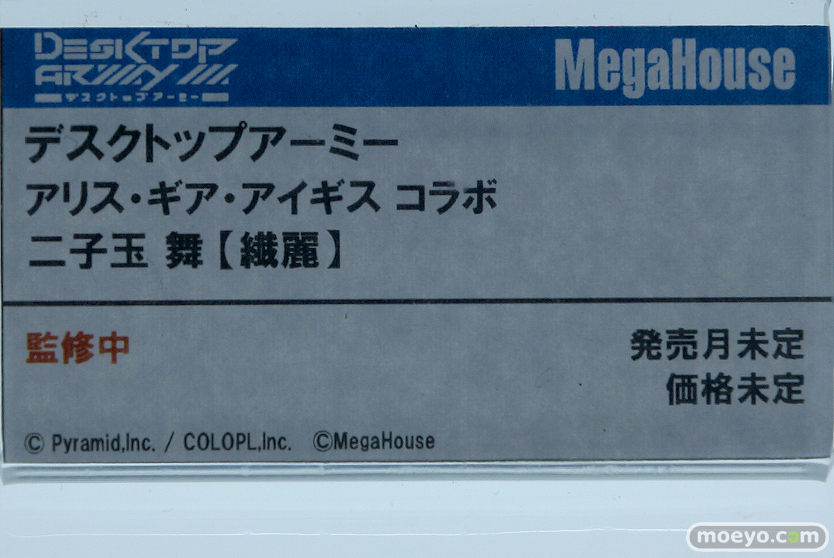 DESKTOP
ARMY
デスクトップアーミー
MegaHouse
デスクトップアーミー
アリス・ギア・アイギス コラボ
二子玉 舞【繊麗】
監修中
発売月未定
価格未定
© Pyramid,Inc. / COLOPL,Inc. ©MegaHouse
moeyo.com